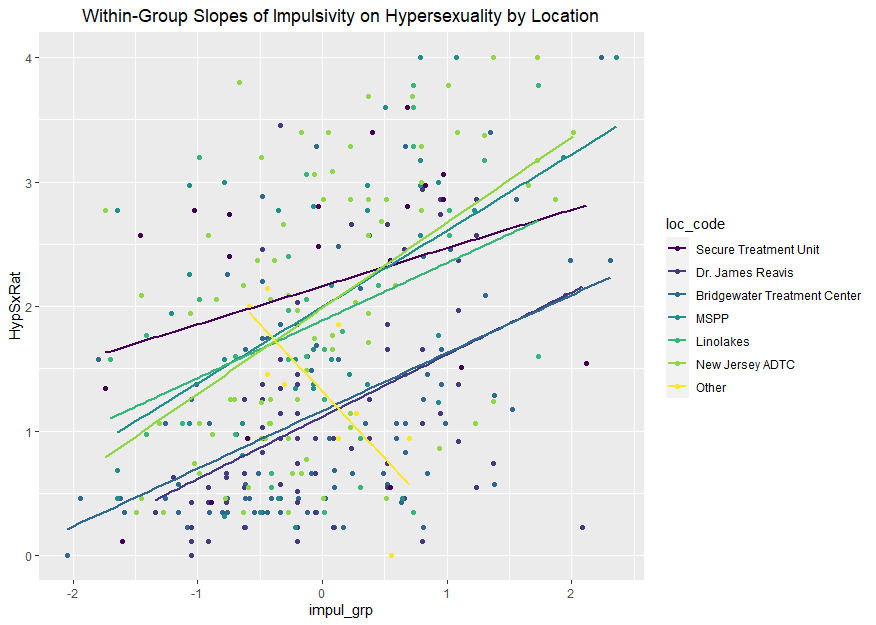 Within-Group Slopes of Impulsivity on Hypersexuality by Location
HypSxRat
4
3
2
1
0
-2
-1
0
1
2
impul_grp
loc_code
Secure Treatment Unit
Dr. James Reavis
Bridgewater Treatment Center
MSPP
Linolakes
New Jersey ADTC
Other